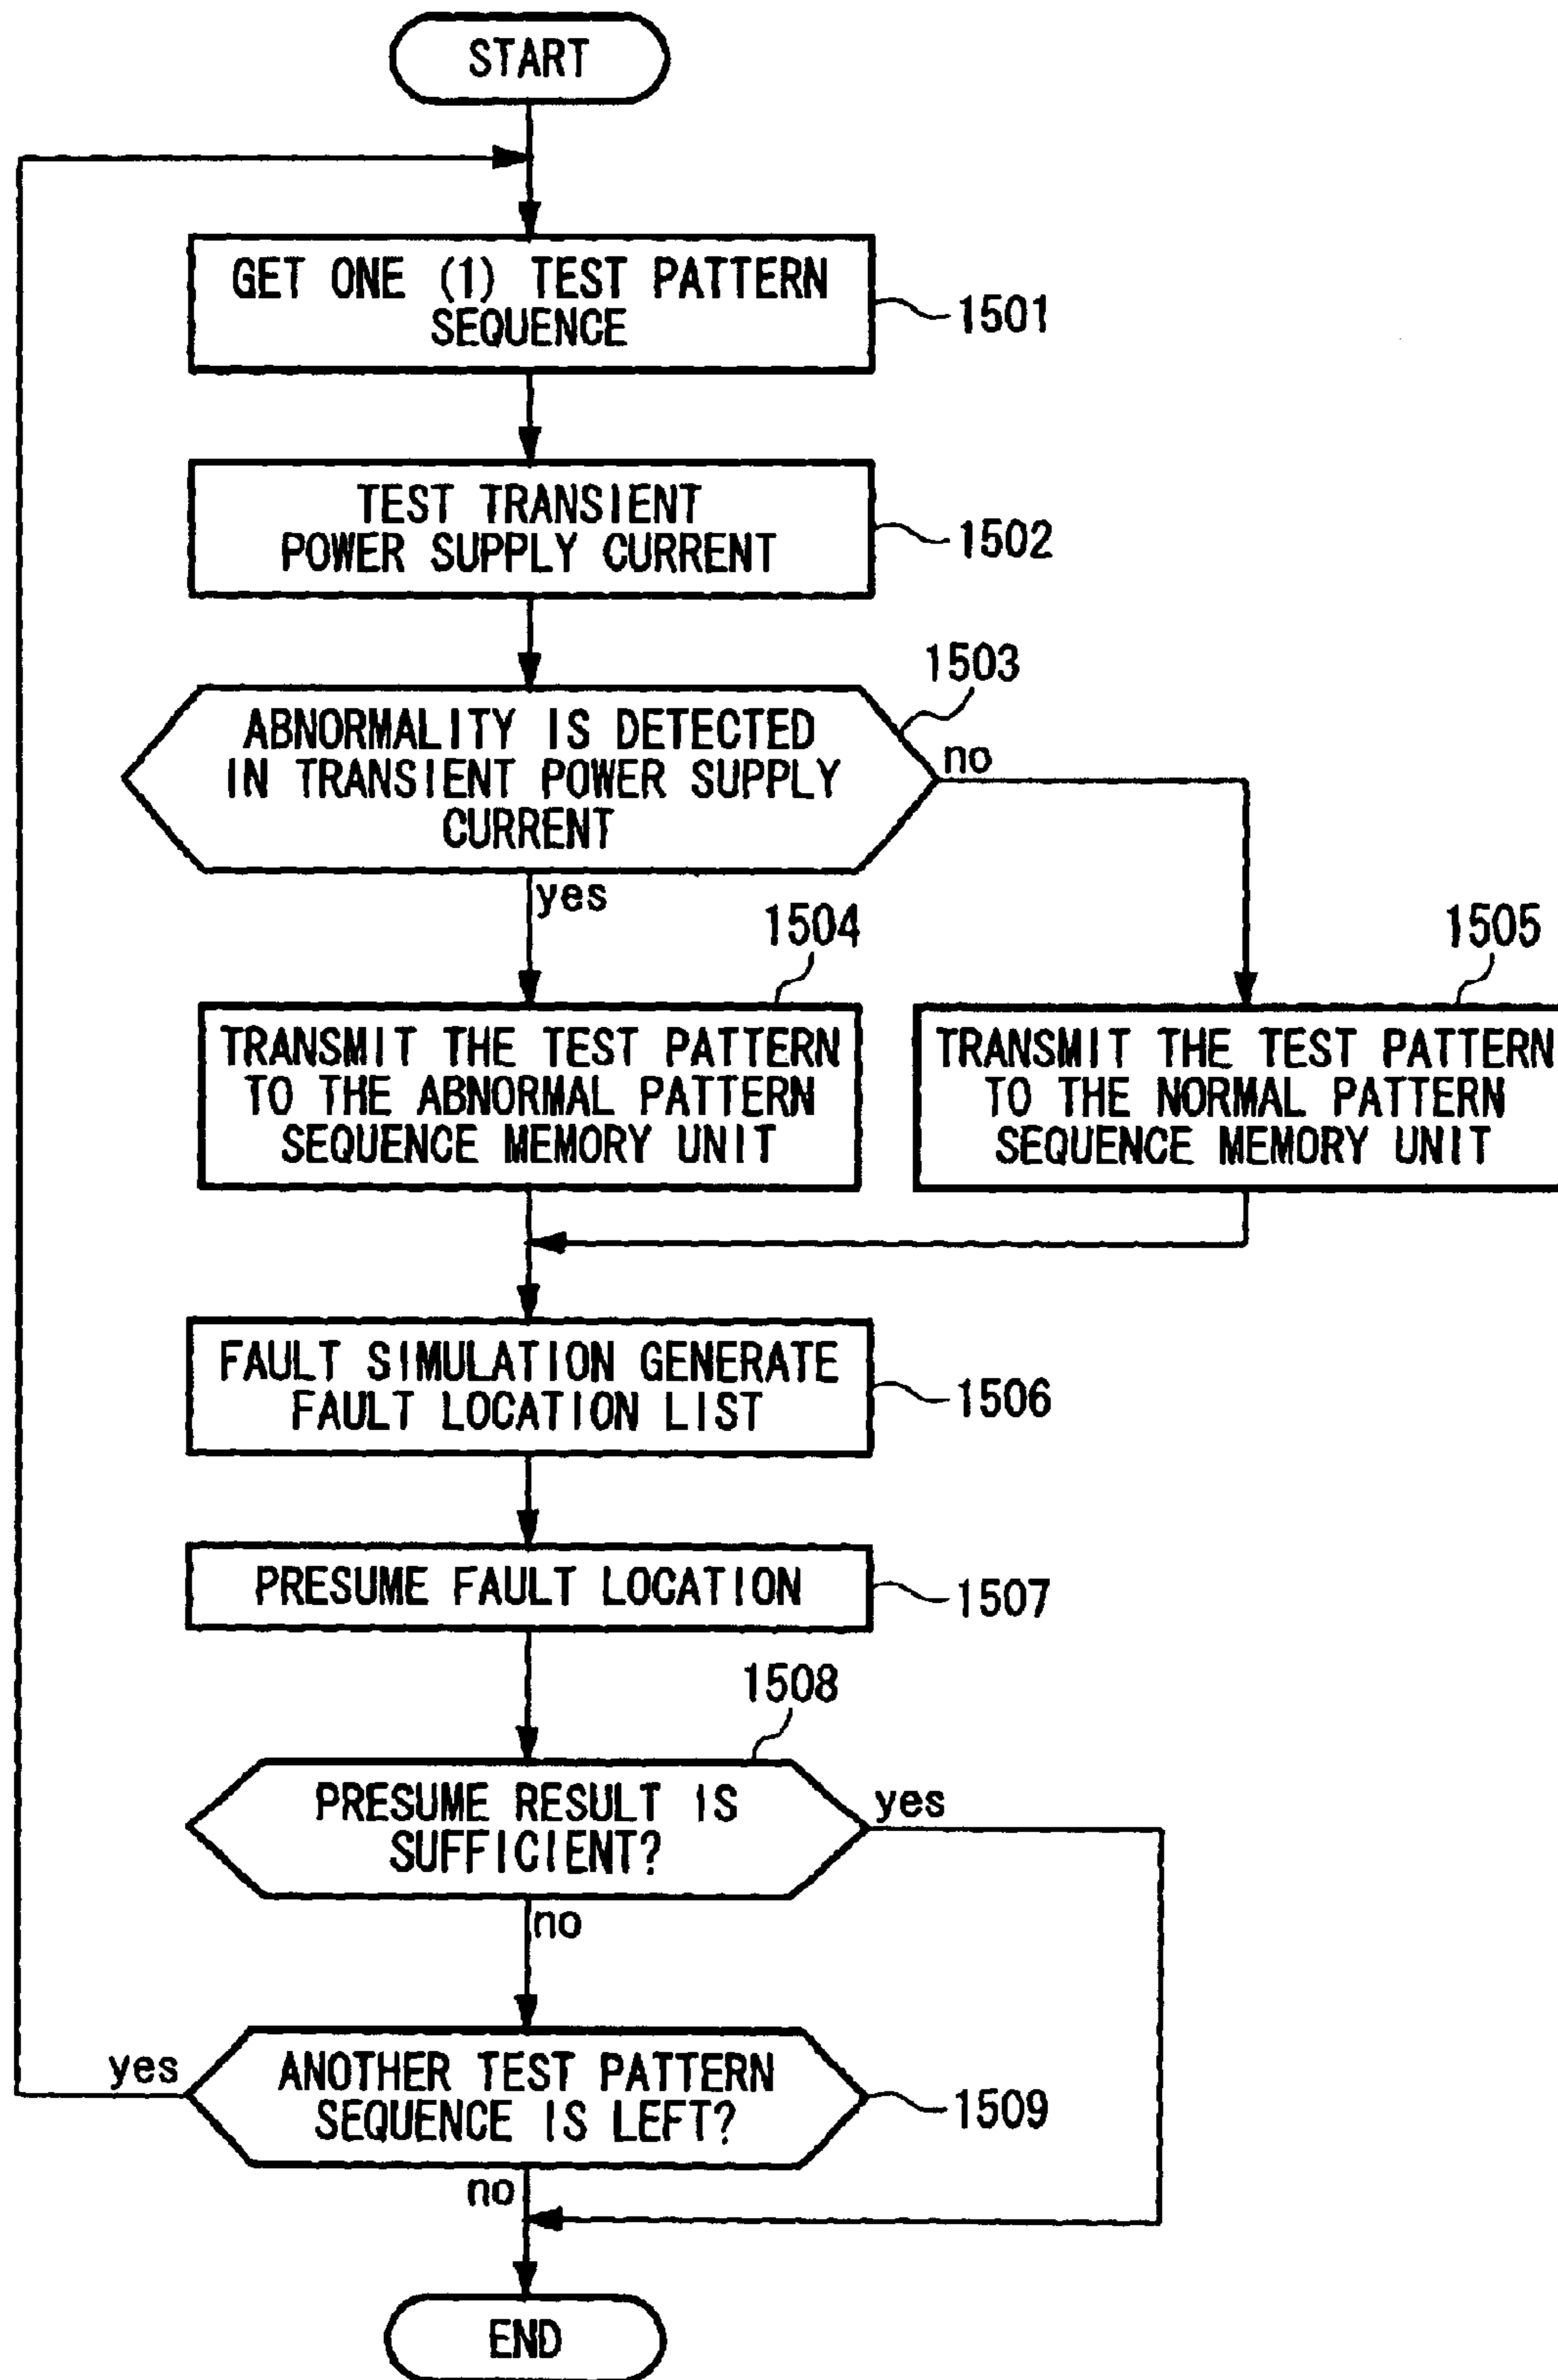 START
GET ONE (1) TEST PATTERN
SEQUENCE
1501
TEST TRANSIENT
POWER SUPPLY CURRENT
1502
1503
ABNORMALITY IS DETECTED
IN TRANSIENT POWER SUPPLY
CURRENT
no
yes
1504
1505
TRANSMIT THE TEST PATTERN
TO THE ABNORMAL PATTERN
SEQUENCE MEMORY UNIT
TRANSMIT THE TEST PATTERN
TO THE NORMAL PATTERN
SEQUENCE MEMORY UNIT
FAULT SIMULATION GENERATE
FAULT LOCATION LIST
1506
PRESUME FAULT LOCATION
1507
1508
PRESUME RESULT IS
SUFFICIENT?
yes
no
yes
ANOTHER TEST PATTERN
SEQUENCE IS LEFT?
1509
no
END